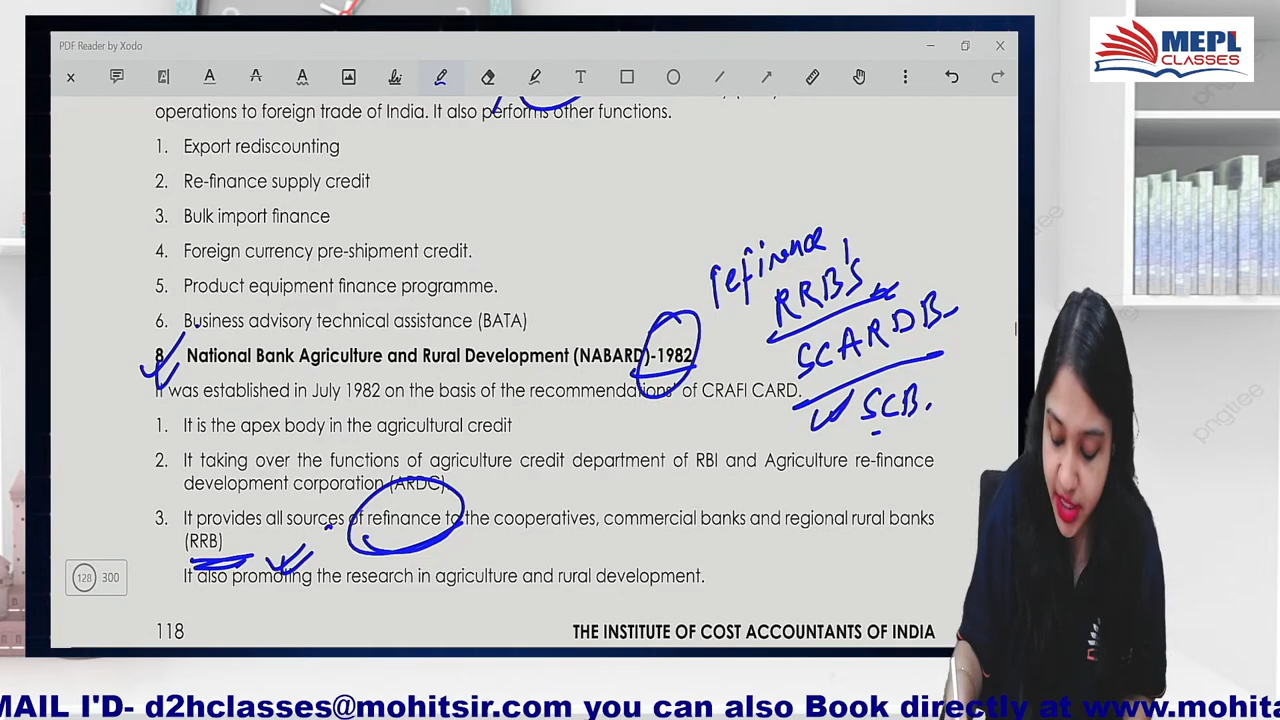 PDF Reader by Xodo
MEPL
CLASSES
operations to foreign trade of India. It also performs other functions.
1. Export rediscounting
2. Re-finance supply credit
3. Bulk import finance
4. Foreign currency pre-shipment credit.
5. Product equipment finance programme.
6. Business advisory technical assistance (BATA)
refinance
RRB's
SCARDB
SCB.
8 National Bank Agriculture and Rural Development (NABARD)-1982
It was established in July 1982 on the basis of the recommendations of CRAFI CARD.
1. It is the apex body in the agricultural credit
2. It taking over the functions of agriculture credit department of RBI and Agriculture re-finance
development corporation (ARDC)
3. It provides all sources of refinance to the cooperatives, commercial banks and regional rural banks
(RRB)
It also promoting the research in agriculture and rural development.
128 300
118 THE INSTITUTE OF COST ACCOUNTANTS OF INDIA
MAIL I'D- d2hclasses@mohitsir.com you can also Book directly at www.mohit